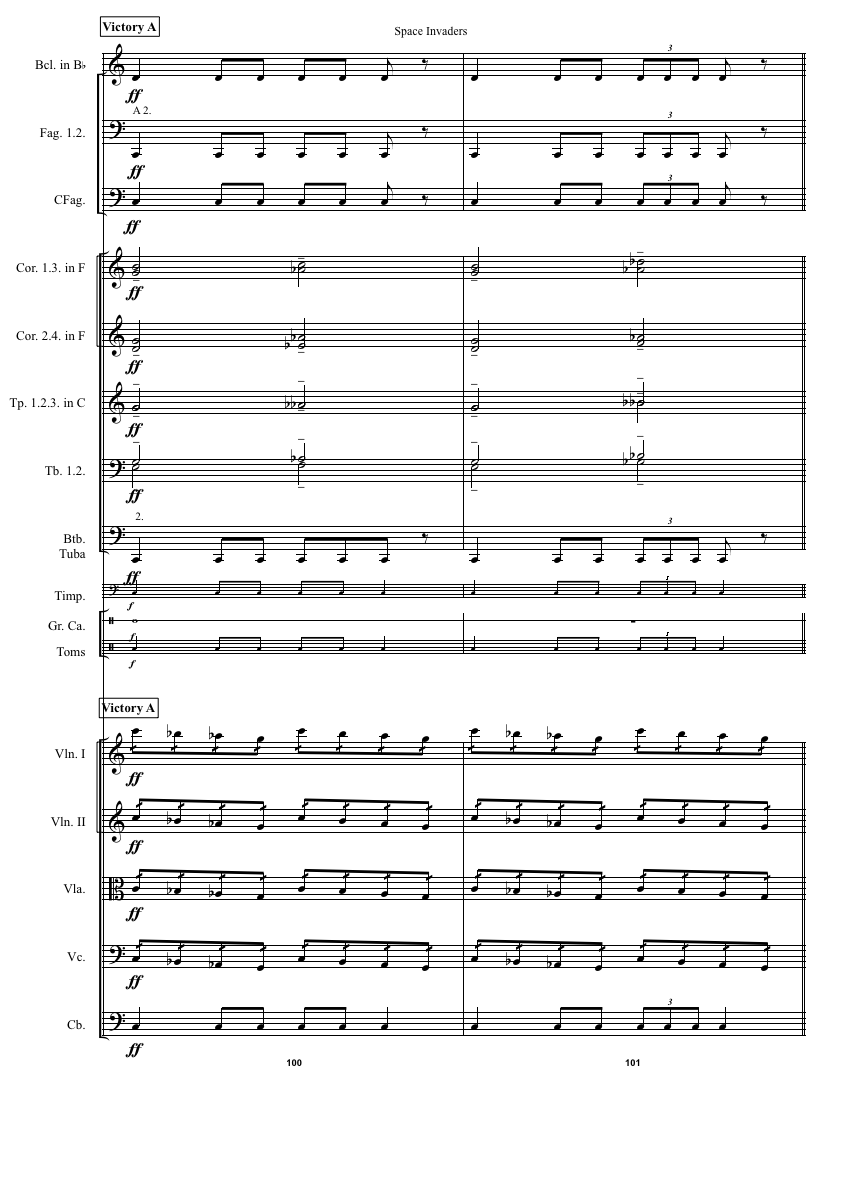 Victory A
Space Invaders
Bcl. in B♭
3
ff
A 2.
Fag. 1.2.
3
ff
CFag.
3
ff
Cor. 1.3. in F
ff
Cor. 2.4. in F
ff
Tp. 1.2.3. in C
ff
Tb. 1.2.
ff
2.
Btb.
Tuba
3
ff
Timp.
f
Gr. Ca.
f
Toms
f
Victory A
Vln. I
ff
Vln. II
ff
Vla.
ff
Vc.
ff
Cb.
3
ff
100 101